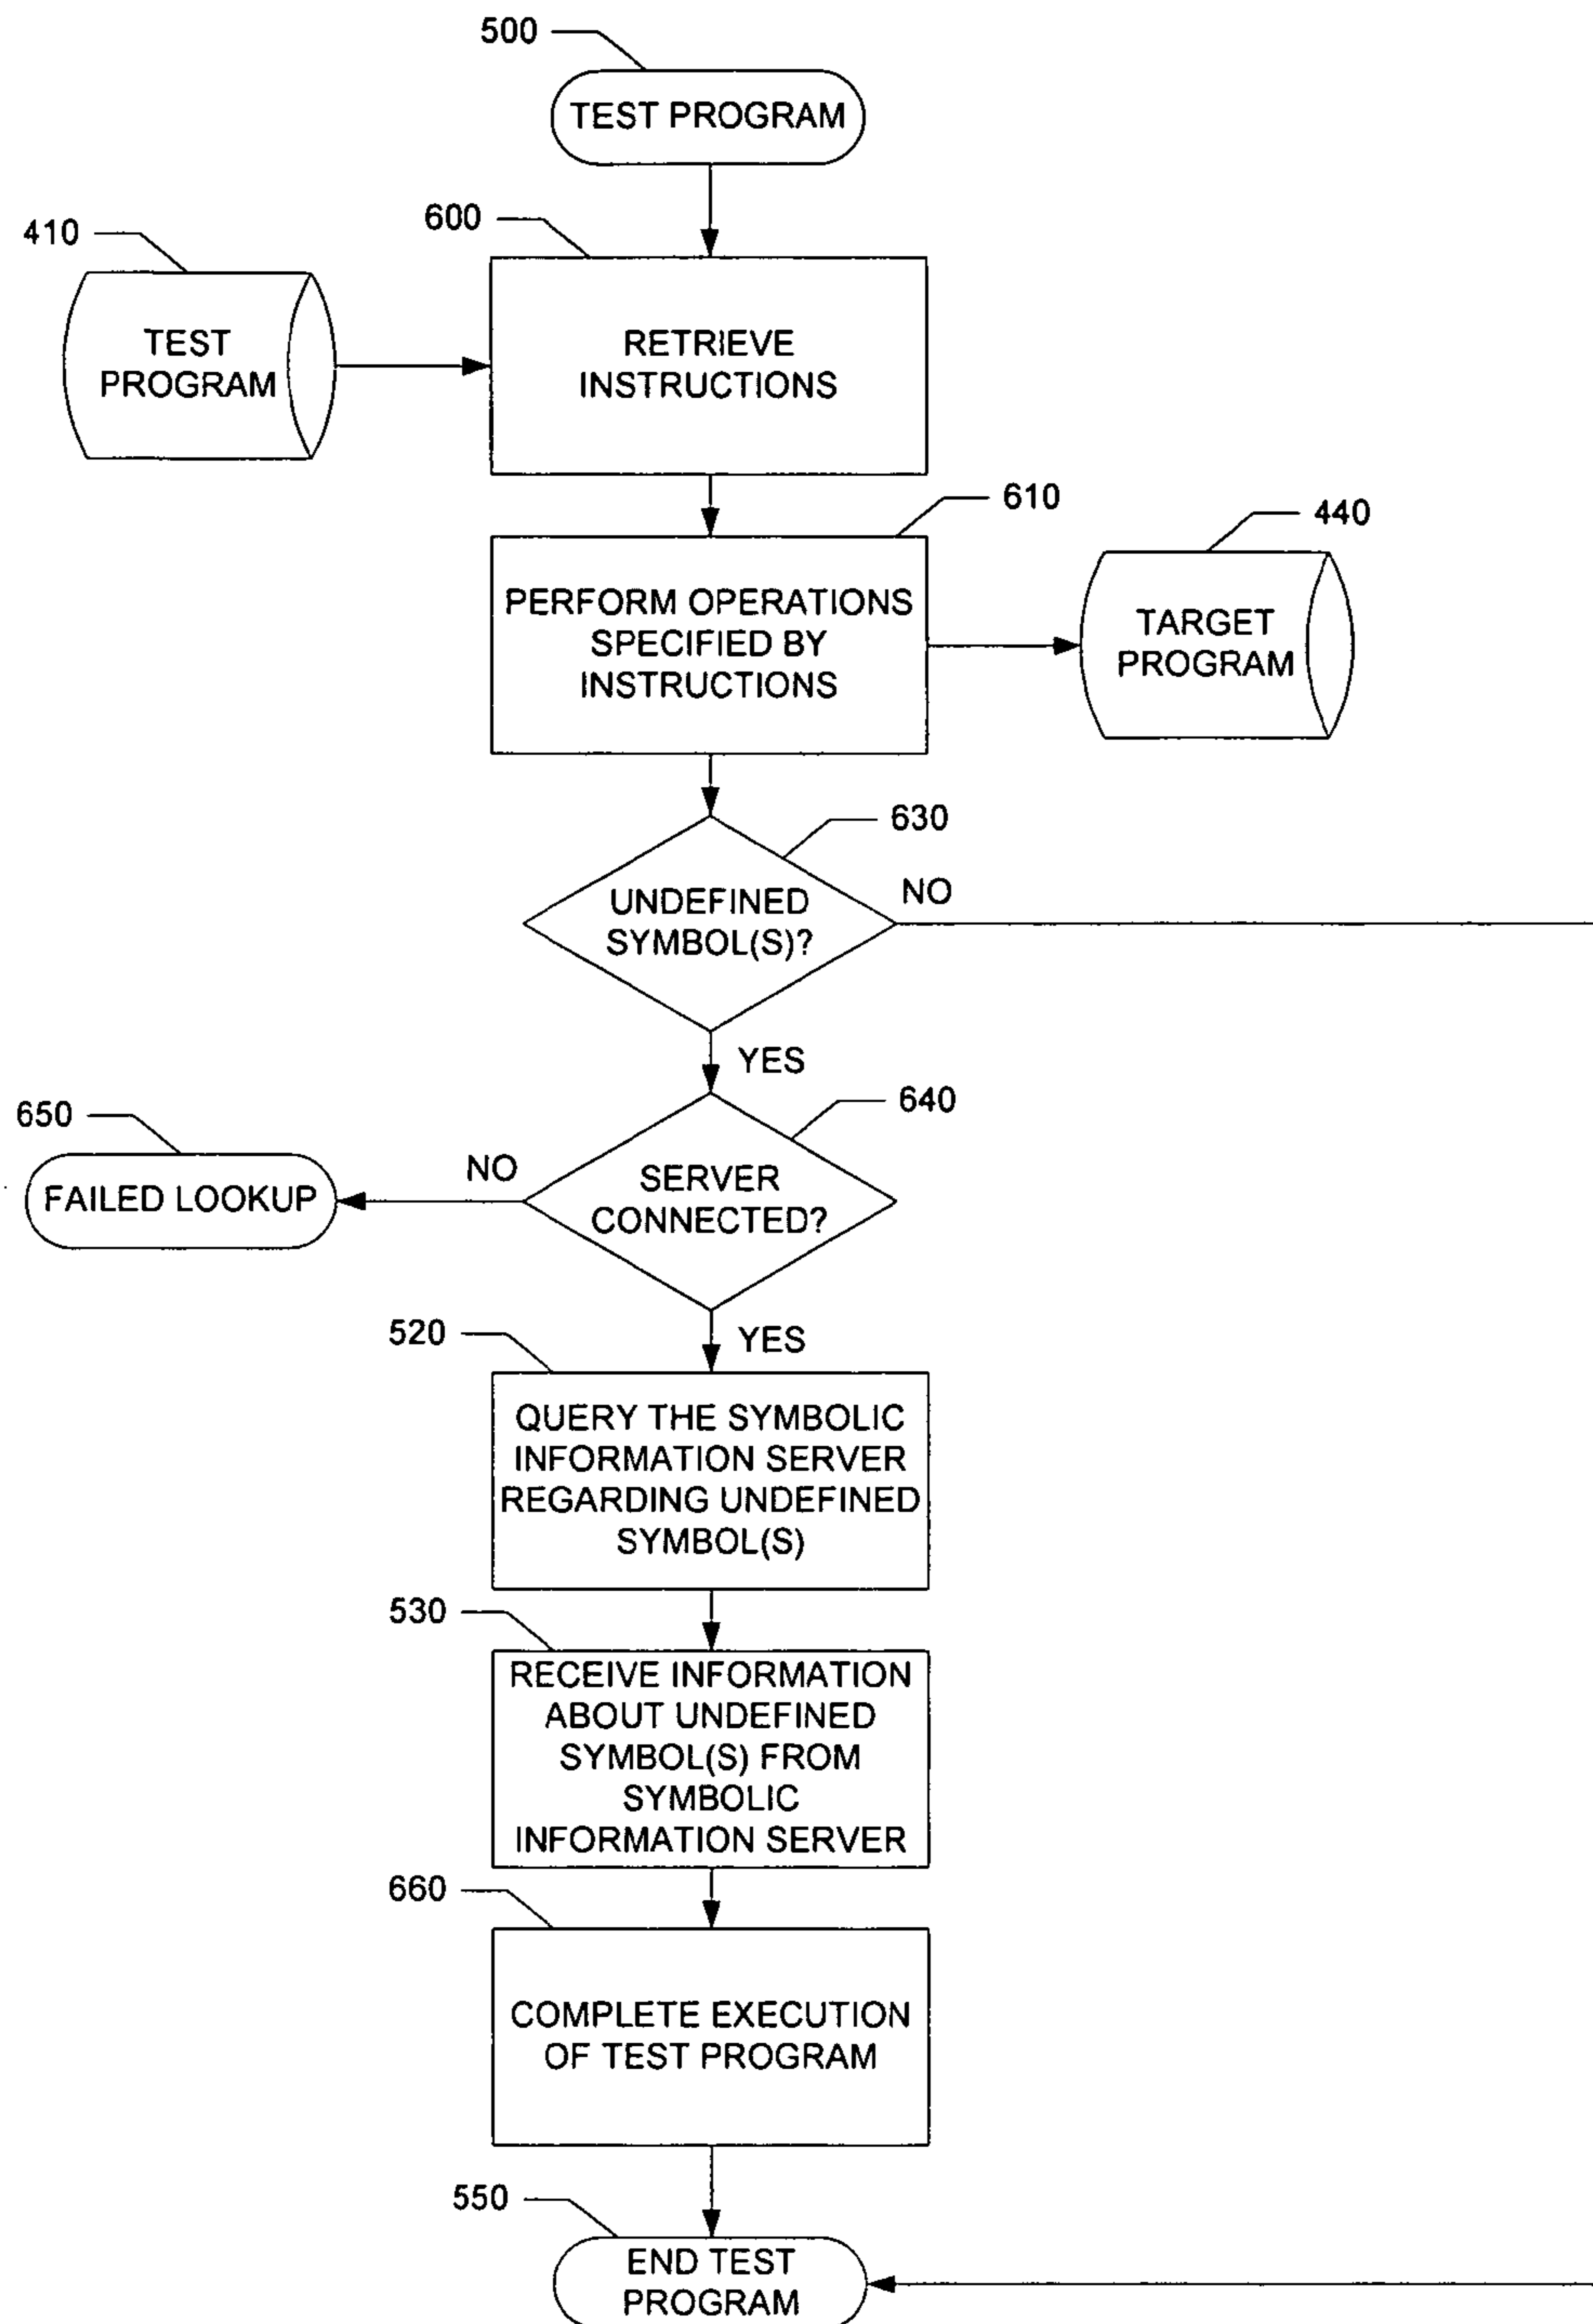 500
TEST PROGRAM
600
410
TEST
PROGRAM
RETRIEVE
INSTRUCTIONS
610
440
PERFORM OPERATIONS
SPECIFIED BY
INSTRUCTIONS
TARGET
PROGRAM
630
UNDEFINED
SYMBOL(S)?
NO
YES
640
650
NO
FAILED LOOKUP
SERVER
CONNECTED?
YES
520
QUERY THE SYMBOLIC
INFORMATION SERVER
REGARDING UNDEFINED
SYMBOL(S)
530
RECEIVE INFORMATION
ABOUT UNDEFINED
SYMBOL(S) FROM
SYMBOLIC
INFORMATION SERVER
660
COMPLETE EXECUTION
OF TEST PROGRAM
550
END TEST
PROGRAM